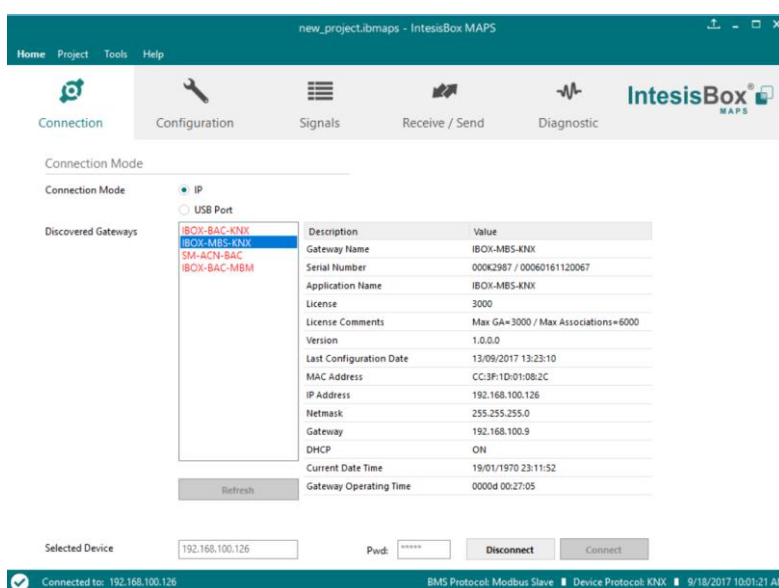 new_project.ibmaps - IntesisBox MAPS
Home Project Tools Help
Connection Configuration Signals Receive / Send Diagnostic
IntesisBox®
MAPS
Connection Mode
Connection Mode IP
USB Port
Discovered Gateways
IBOX-BAC-KNX
IBOX-MBS-KNX
SM-ACN-BAC
IBOX-BAC-MBM
Description Value
Gateway Name IBOX-MBS-KNX
Serial Number 000K2987 / 00060161120067
Application Name IBOX-MBS-KNX
License 3000
License Comments Max GA=3000 / Max Associations=6000
Version 1.0.0.0
Last Configuration Date 13/09/2017 13:23:10
MAC Address CC:3F:1D:01:08:2C
IP Address 192.168.100.126
Netmask 255.255.255.0
Gateway 192.168.100.9
DHCP ON
Current Date Time 19/01/1970 23:11:52
Gateway Operating Time 0000d 00:27:05
Refresh
Selected Device 192.168.100.126 Pwd: ***** Disconnect Connect
Connected to: 192.168.100.126 BMS Protocol: Modbus Slave Device Protocol: KNX 9/18/2017 10:01:21 A